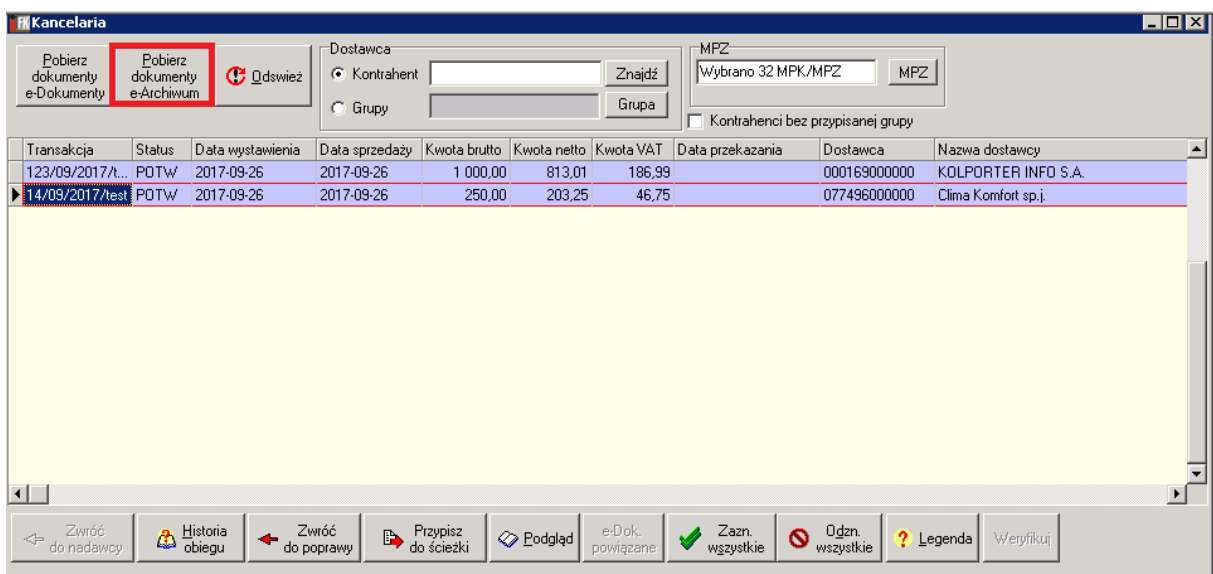 FK Kancelaria
Pobierz dokumenty e-Dokumenty
Pobierz dokumenty e-Archiwum
Odswież
Dostawca
Kontrahent
Znajdź
Grupy
Grupa
MPZ
Wybrano 32 MPK/MPZ
MPZ
Kontrahenci bez przypisanej grupy
Transakcja Status Data wystawienia Data sprzedaży Kwota brutto Kwota netto Kwota VAT Data przekazania Dostawca Nazwa dostawcy
123/09/2017/t... POTW 2017-09-26 2017-09-26 1 000,00 813,01 186,99 000169000000 KOLPORTER INFO S.A.
14/09/2017/test POTW 2017-09-26 2017-09-26 250,00 203,25 46,75 077496000000 Clima Komfort sp.j.
Zwróć do nadawcy
Historia obiegu
Zwróć do poprawy
Przypisz do ścieżki
Podgląd
e-Dok. powiązane
Zazn. wszystkie
Odzn. wszystkie
Legenda
Weryfikuj